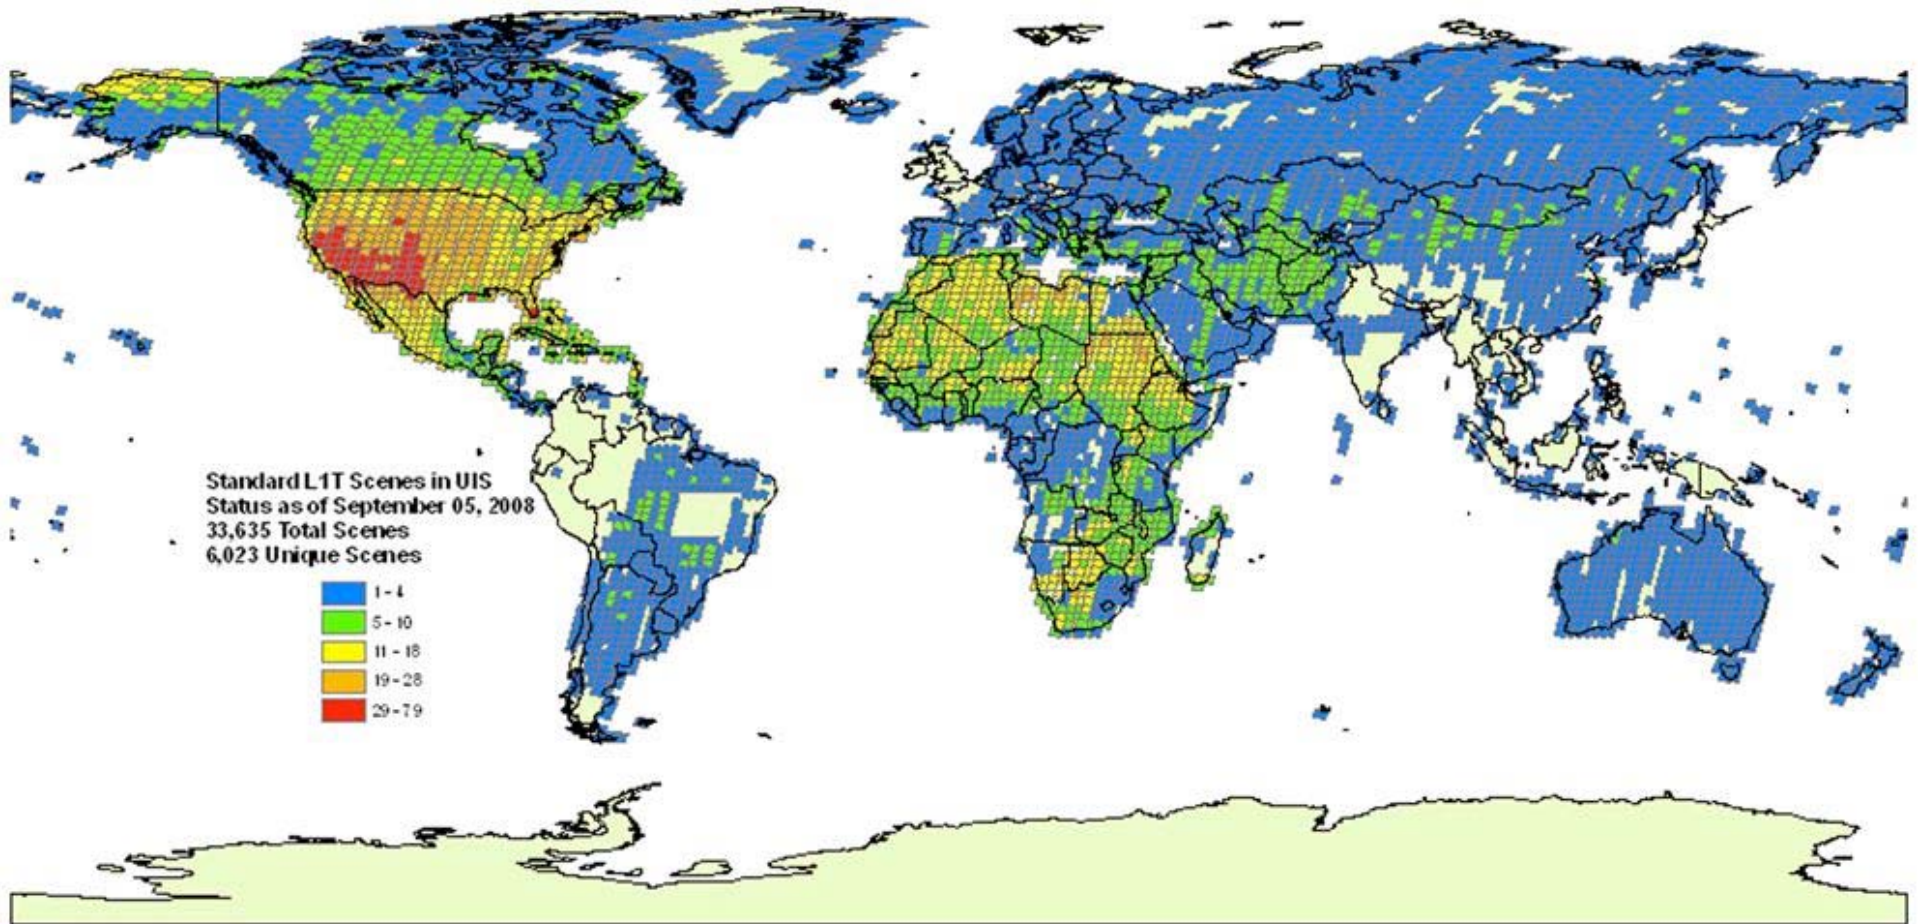 Standard L1T Scenes in UIS
Status as of September 05, 2008
33,635 Total Scenes
6,023 Unique Scenes
1 - 4
5 - 10
11 - 18
19 - 28
29 - 79